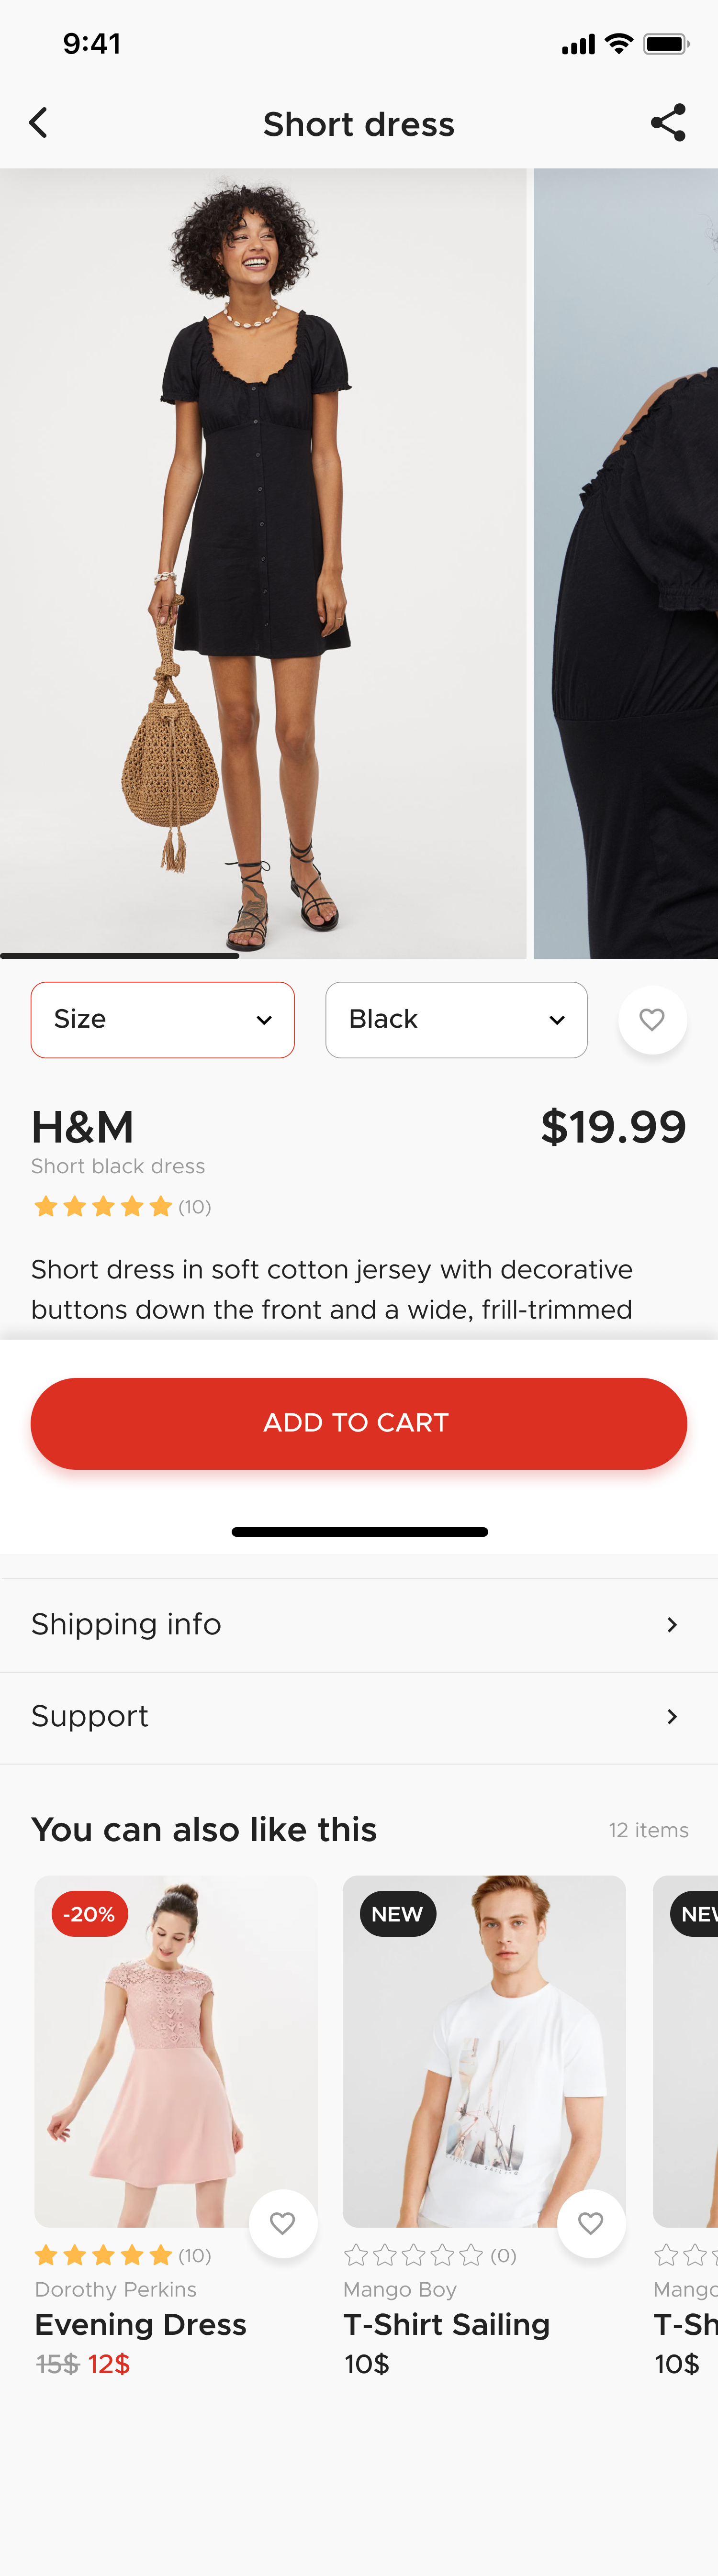 9:41
Short dress
Size
Black
H&M
$19.99
Short black dress
(10)
Short dress in soft cotton jersey with decorative
buttons down the front and a wide, frill-trimmed
ADD TO CART
Shipping info
Support
You can also like this
12 items
-20%
NEW
NEW
(10)
(0)
Dorothy Perkins
Mango Boy
Mango
Evening Dress
T-Shirt Sailing
T-Sh
15$ 12$
10$
10$